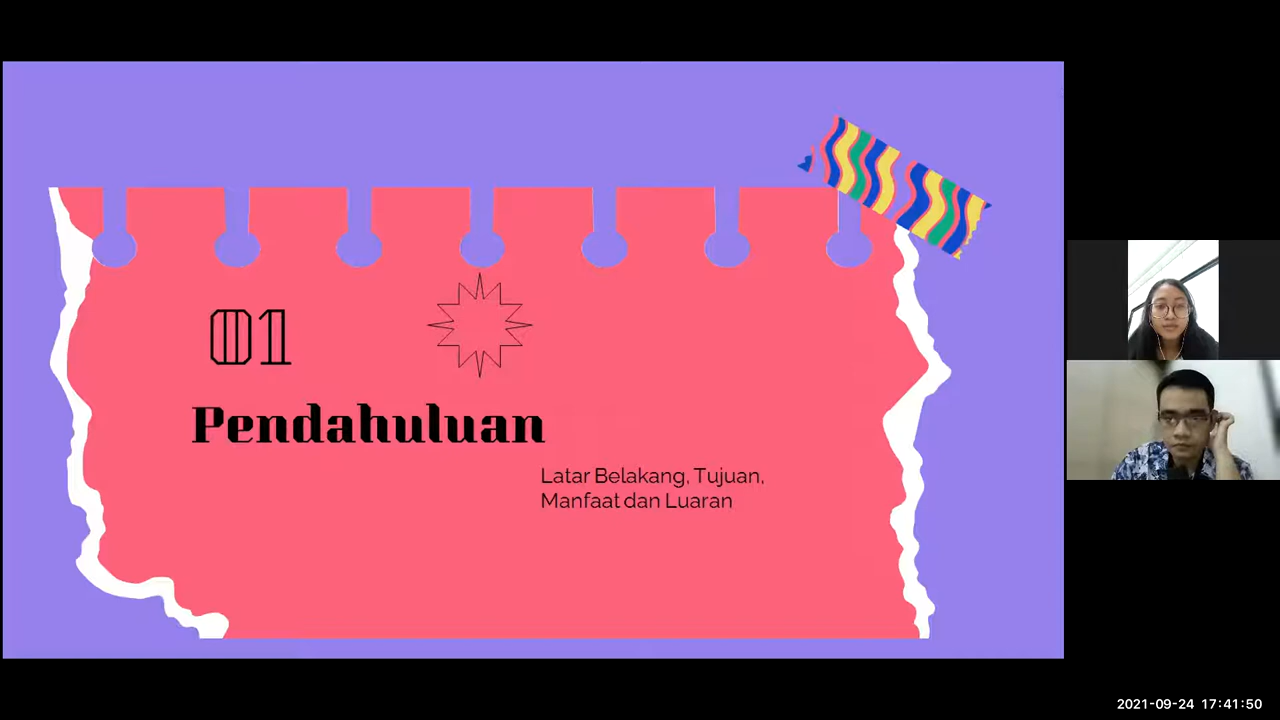 01
Pendahuluan
Latar Belakang, Tujuan,
Manfaat dan Luaran
2021-09-24 17:41:50